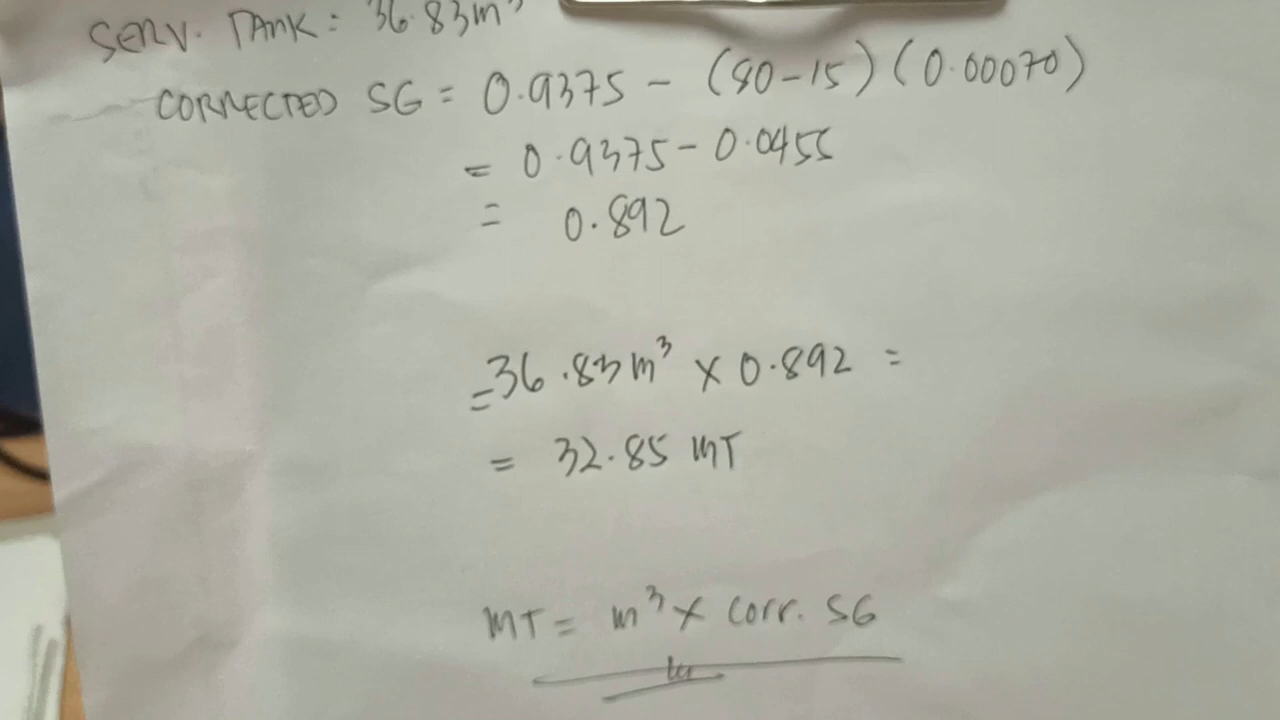 SERV. TANK: 36.83m³
CORRECTED SG = 0.9375 - (80-15)(0.00070)
= 0.9375 - 0.0455
= 0.892
= 36.83m³ x 0.892 =
= 32.85 MT
MT = m³ x Corr. SG